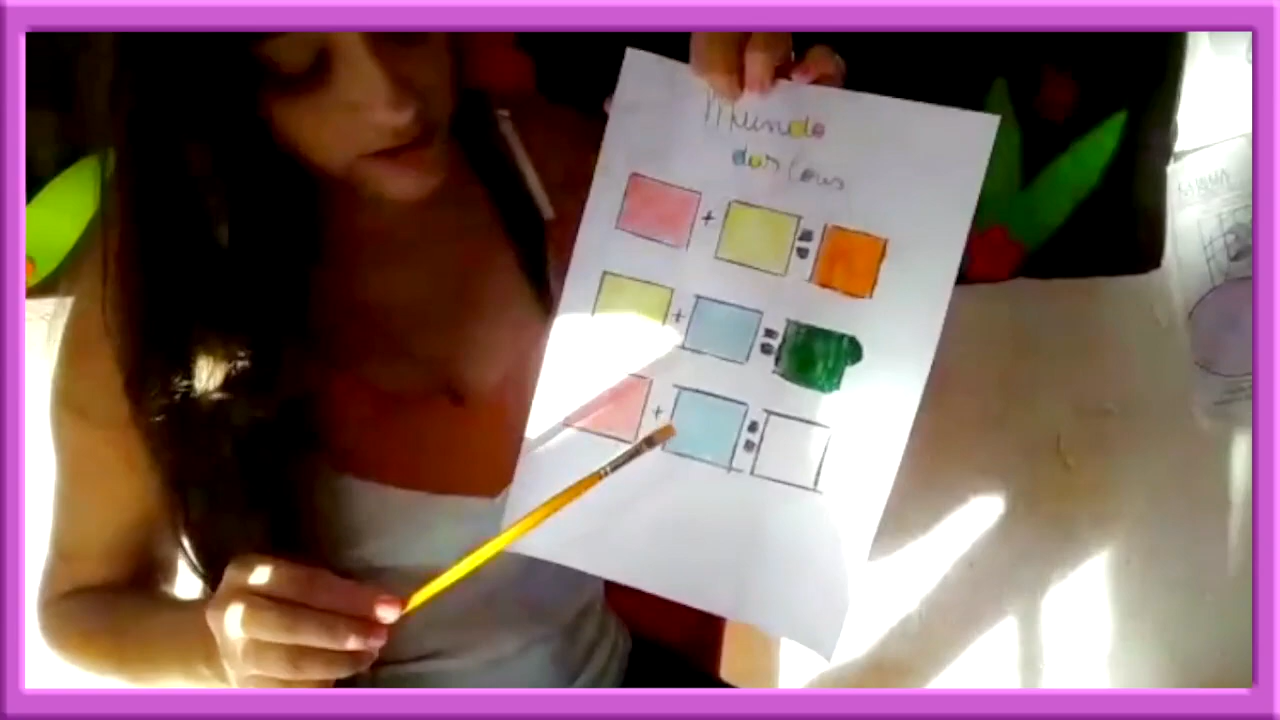 Mundo
das Cores
+ =
+ =
+ =